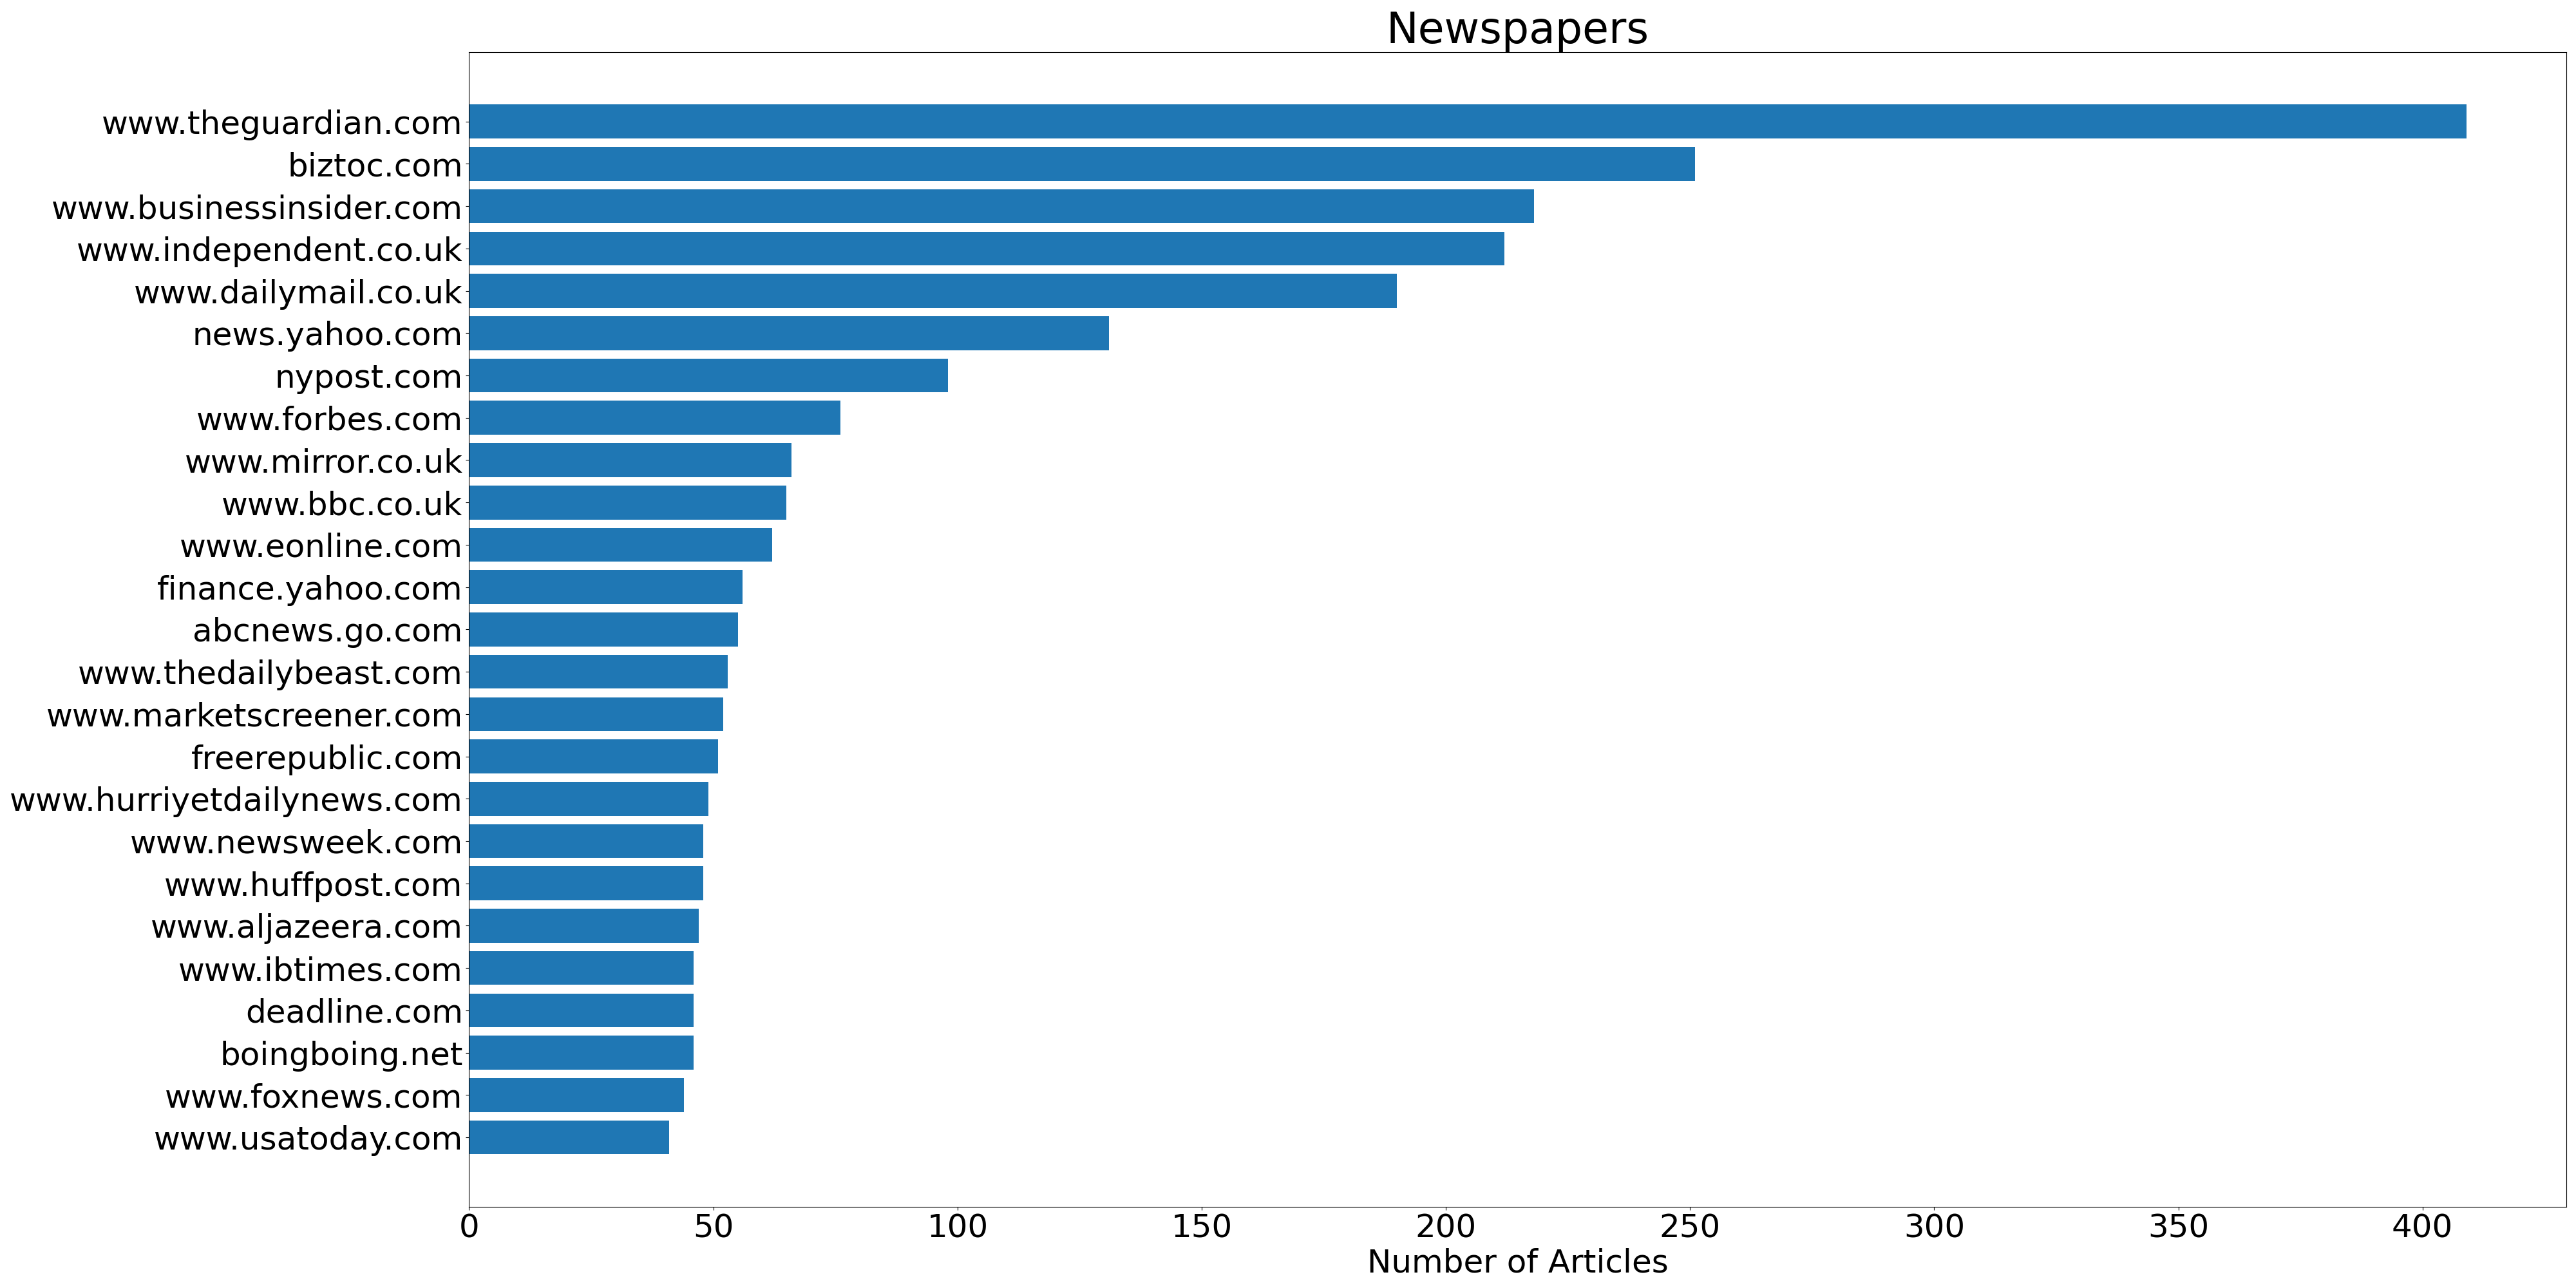 Newspapers
www.theguardian.com
biztoc.com
www.businessinsider.com
www.independent.co.uk
www.dailymail.co.uk
news.yahoo.com
nypost.com
www.forbes.com
www.mirror.co.uk
www.bbc.co.uk
www.eonline.com
finance.yahoo.com
abcnews.go.com
www.thedailybeast.com
www.marketscreener.com
freerepublic.com
www.hurriyetdailynews.com
www.newsweek.com
www.huffpost.com
www.aljazeera.com
www.ibtimes.com
deadline.com
boingboing.net
www.foxnews.com
www.usatoday.com
0 50 100 150 200 250 300 350 400
Number of Articles